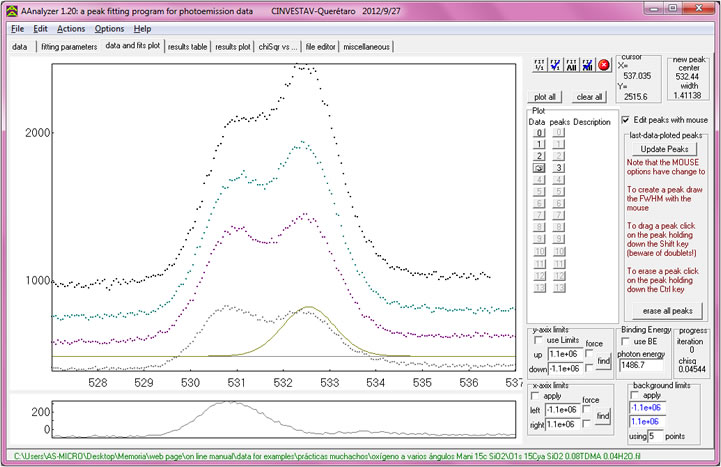 AAnalyzer 1.20: a peak fitting program for photoemission data CINVESTAV-Querétaro 2012/9/27
File Edit Actions Options Help
data fitting parameters data and fits plot results table results plot chiSqr vs ... file editor miscellaneous
2000
1000
528 529 530 531 532 533 534 535 536 537
200
0
FIT 1/1 FIT FIT All FIT All
plot all clear all
cursor
X=
537.035
Y=
2515.6
new peak
center
532.44
width
1.41138
Plot
Data peaks Description
0 0
1 1
2 2
3
4 4
5 5
6 6
7 7
8 8
9 9
10 10
11 11
12 12
13 13
Edit peaks with mouse
last-data-ploted peaks
Update Peaks
Note that the MOUSE
options have change to
To create a peak draw
the FWHM with the
mouse
To drag a peak click
on the peak holding
down the Shift key
(beware of doublets!)
To erase a peak click
on the peak holding
down the Ctrl key
erase all peaks
y-axix limits
use Limits force
up 1.1e+06
down -1.1e+06
find
Binding Energy
use BE
photon energy
1486.7
progress
iteration
0
chisq
0.04544
x-axix limits
apply force
left -1.1e+06
right 1.1e+06
find
background limits
apply
-1.1e+06
1.1e+06
using 5 points
C:\Users\AS-MICRO\Desktop\Memoria\web page\on line manual\data for examples\prácticas muchachos\oxígeno a varios ángulos Mani 15c SiO2\O1s 15Cya SiO2 0.08TDMA 0.04H2O.fil